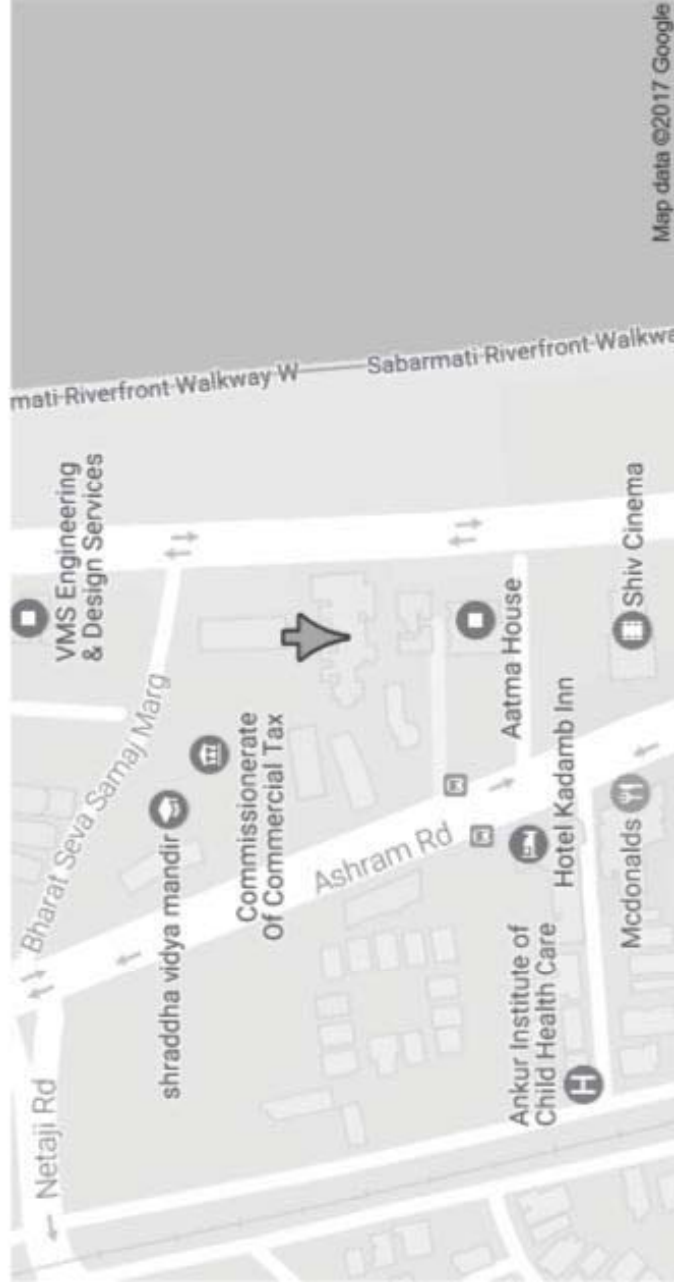 Netaji Rd
Bharat Seva Samaj Marg
VMS Engineering
& Design Services
mati Riverfront Walkway W
shraddha vidya mandir
Commissionerate
Of Commercial Tax
Ashram Rd
Sabarmati Riverfront Walkwa
Ankur Institute of
Child Health Care
Hotel Kadamb Inn
Aatma House
Mcdonalds
Shiv Cinema
Map data ©2017 Google